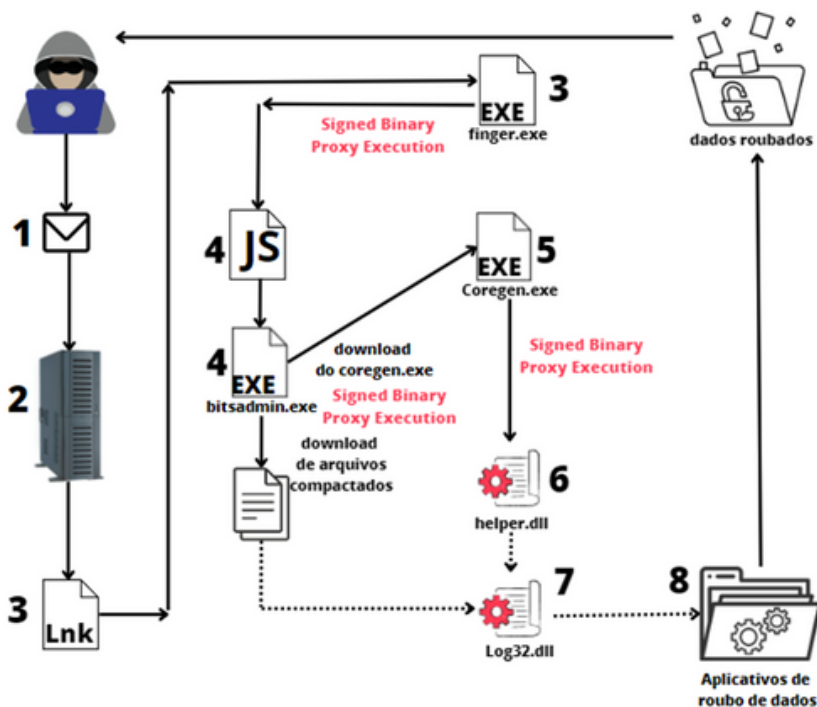 EXE
3
finger.exe
Signed Binary
Proxy Execution
dados roubados
1
4
JS
EXE
5
Coregen.exe
2
4
EXE
bitsadmin.exe
download
do coregen.exe
Signed Binary
Proxy Execution
Signed Binary
Proxy Execution
download
de arquivos
compactados
6
helper.dll
3
Lnk
7
Log32.dll
8
Aplicativos de
roubo de dados